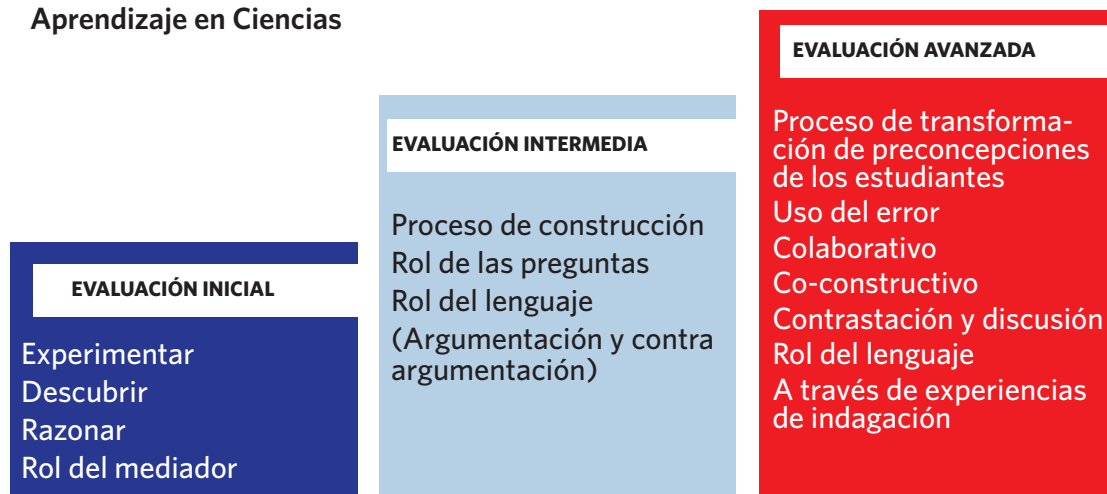 Aprendizaje en Ciencias
EVALUACIÓN INICIAL
Experimentar
Descubrir
Razonar
Rol del mediador
EVALUACIÓN INTERMEDIA
Proceso de construcción
Rol de las preguntas
Rol del lenguaje
(Argumentación y contra
argumentación)
EVALUACIÓN AVANZADA
Proceso de transforma-
ción de preconcepciones
de los estudiantes
Uso del error
Colaborativo
Co-constructivo
Contrastación y discusión
Rol del lenguaje
A través de experiencias
de indagación